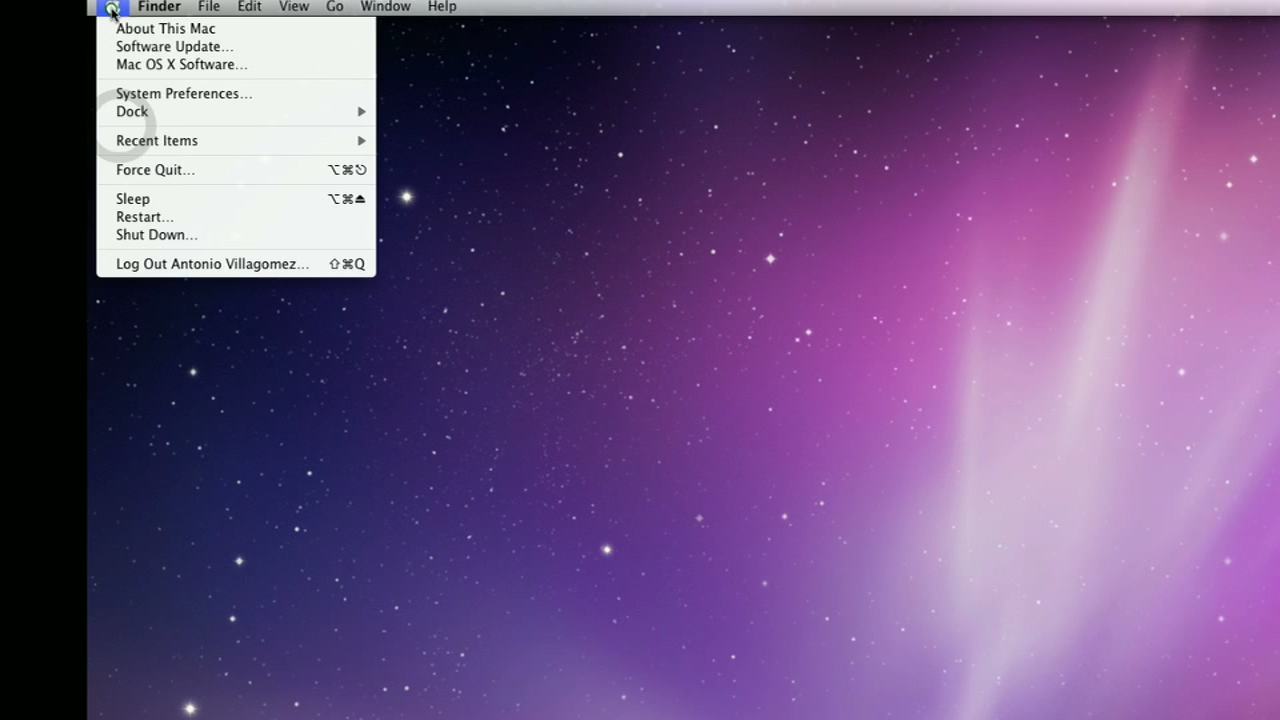 Finder File Edit View Go Window Help
About This Mac
Software Update...
Mac OS X Software...
System Preferences...
Dock
Recent Items
Force Quit... ⌥⌘⎋
Sleep ⌥⌘⏏
Restart...
Shut Down...
Log Out Antonio Villagomez... ⇧⌘Q